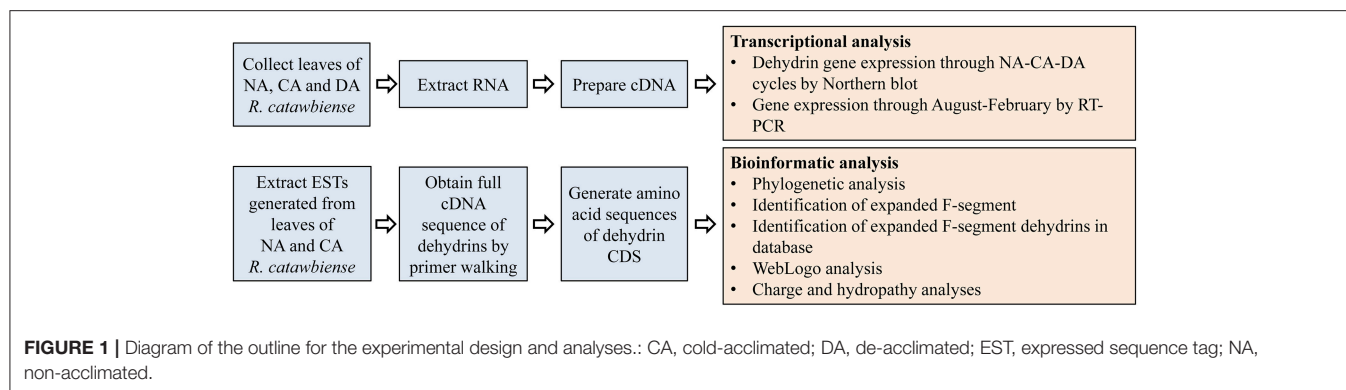 Collect leaves of
NA, CA and DA
R. catawbiense
Extract RNA
Prepare cDNA
Transcriptional analysis
• Dehydrin gene expression through NA-CA-DA
cycles by Northern blot
• Gene expression through August-February by RT-
PCR
Extract ESTs
generated from
leaves of
NA and CA
R. catawbiense
Obtain full
cDNA
sequence of
dehydrins by
primer walking
Generate amino
acid sequences
of dehydrin
CDS
Bioinformatic analysis
• Phylogenetic analysis
• Identification of expanded F-segment
• Identification of expanded F-segment dehydrins in
database
• WebLogo analysis
• Charge and hydropathy analyses
FIGURE 1 | Diagram of the outline for the experimental design and analyses.: CA, cold-acclimated; DA, de-acclimated; EST, expressed sequence tag; NA,
non-acclimated.